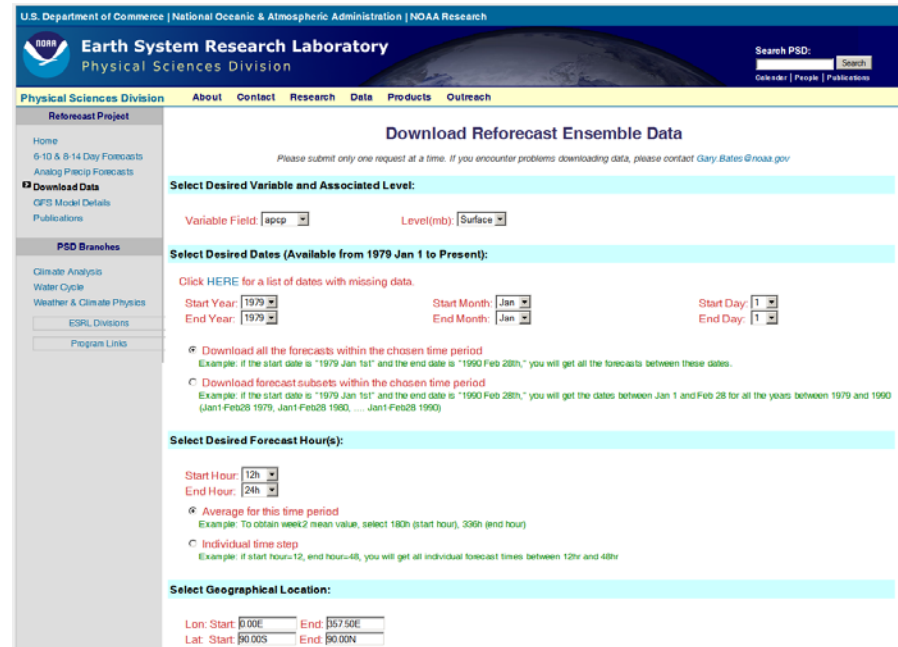 U.S. Department of Commerce | National Oceanic & Atmospheric Administration | NOAA Research
NOAA
Earth System Research Laboratory
Physical Sciences Division
Search PSD:
Search
Calendar | People | Publications
Physical Sciences Division
About Contact Research Data Products Outreach
Reforecast Project
Home
6-10 & 8-14 Day Forecasts
Analog Precip Forecasts
Download Data
GFS Model Details
Publications
PSD Branches
Climate Analysis
Water Cycle
Weather & Climate Physics
ESRL Divisions
Program Links
Download Reforecast Ensemble Data
Please submit only one request at a time. If you encounter problems downloading data, please contact Gary.Bates@noaa.gov
Select Desired Variable and Associated Level:
Variable Field: apcp Level(mb): Surface
Select Desired Dates (Available from 1979 Jan 1 to Present):
Click HERE for a list of dates with missing data.
Start Year: 1979 Start Month: Jan Start Day: 1
End Year: 1979 End Month: Jan End Day: 1
Download all the forecasts within the chosen time period
Example: if the start date is "1979 Jan 1st" and the end date is "1990 Feb 28th," you will get all the forecasts between these dates.
Download forecast subsets within the chosen time period
Example: if the start date is "1979 Jan 1st" and the end date is "1990 Feb 28th," you will get the dates between Jan 1 and Feb 28 for all the years between 1979 and 1990
(Jan1-Feb28 1979, Jan1-Feb28 1980, .... Jan1-Feb28 1990)
Select Desired Forecast Hour(s):
Start Hour: 12h
End Hour: 24h
Average for this time period
Example: To obtain week2 mean value, select 180h (start hour), 336h (end hour)
Individual time step
Example: if start hour=12, end hour=48, you will get all individual forecast times between 12hr and 48hr
Select Geographical Location:
Lon: Start: 0.00E End: 357.50E
Lat: Start: 90.00S End: 90.00N